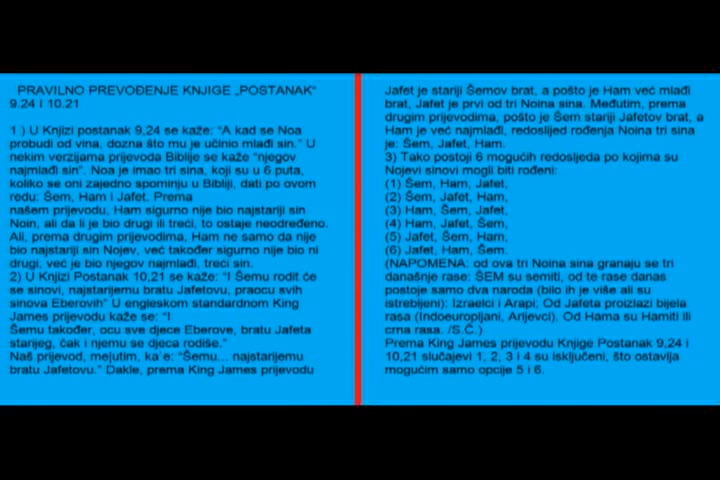 PRAVILNO PREVOĐENJE KNJIGE „POSTANAK“
9.24 I 10.21
1 ) U Knjizi postanak 9,24 se kaže: “A kad se Noa
probudi od vina, dozna što mu je učinio mlađi sin.” U
nekim verzijama prijevoda Biblije se kaže “njegov
najmlađi sin”. Noa je imao tri sina, koji su u 6 puta,
koliko se oni zajedno spominju u Bibliji, dati po ovom
redu: Šem, Ham i Jafet. Prema
našem prijevodu, Ham sigurno nije bio najstariji sin
Noin, ali da li je bio drugi ili treći, to ostaje neodređeno.
Ali, prema drugim prijevodima, Ham ne samo da nije
bio najstariji sin Nojev, već također sigurno nije bio ni
drugi, već je bio njegov najmlađi, treći sin.
2) U Knjizi Postanak 10,21 se kaže: “I Šemu rodit će
se sinovi, najstarijemu bratu Jafetovu, praocu svih
sinova Eberovih” U engleskom standardnom King
James prijevodu kaže se: “I
Šemu također, ocu sve djece Eberove, bratu Jafeta
starijeg, čak i njemu se djeca rodiše.”
Naš prijevod, mejutim, ka`e: “Šemu... najstarijemu
bratu Jafetovu.” Dakle, prema King James prijevodu
Jafet je stariji Šemov brat, a pošto je Ham već mlađi
brat, Jafet je prvi od tri Noina sina. Međutim, prema
drugim prijevodima, pošto je Šem stariji Jafetov brat, a
Ham je već najmlađi, redoslijed rođenja Noina tri sina
je: Šem, Jafet, Ham.
3) Tako postoji 6 mogućih redosljeda po kojima su
Nojevi sinovi mogli biti rođeni:
(1) Šem, Ham, Jafet,
(2) Šem, Jafet, Ham,
(3) Ham, Šem, Jafet,
(4) Ham, Jafet, Šem,
(5) Jafet, Šem, Ham,
(6) Jafet, Ham, Šem.
(NAPOMENA: od ova tri Noina sina granaju se tri
današnje rase: ŠEM su semiti, od te rase danas
postoje samo dva naroda (bilo ih je više ali su
istrebljeni): Izraelci i Arapi; Od Jafeta proizlazi bijela
rasa (Indoeuropljani, Arijevci). Od Hama su Hamiti ili
crna rasa. /S.Č.)
Prema King James prijevodu Knjige Postanak 9,24 i
10,21 slučajevi 1, 2, 3 i 4 su isključeni, što ostavlja
mogućim samo opcije 5 i 6.